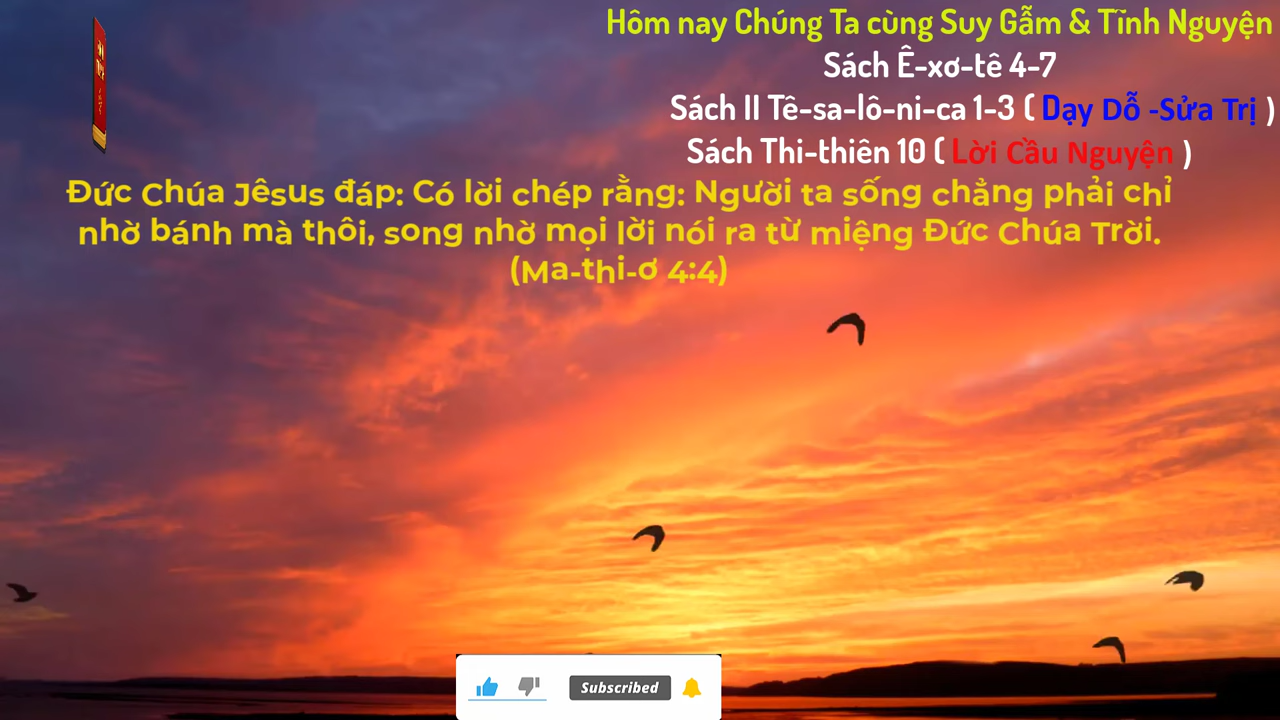 Hôm nay Chúng Ta cùng Suy Gẫm & Tĩnh Nguyện
Sách Ê-xơ-tê 4-7
Sách II Tê-sa-lô-ni-ca 1-3 ( Dạy Dỗ -Sửa Trị )
Sách Thi-thiên 10 ( Lời Cầu Nguyện )
Đức Chúa Jêsus đáp: Có lời chép rằng: Người ta sống chẳng phải chỉ
nhờ bánh mà thôi, song nhờ mọi lời nói ra từ miệng Đức Chúa Trời.
(Ma-thi-ơ 4:4)
Subscribed